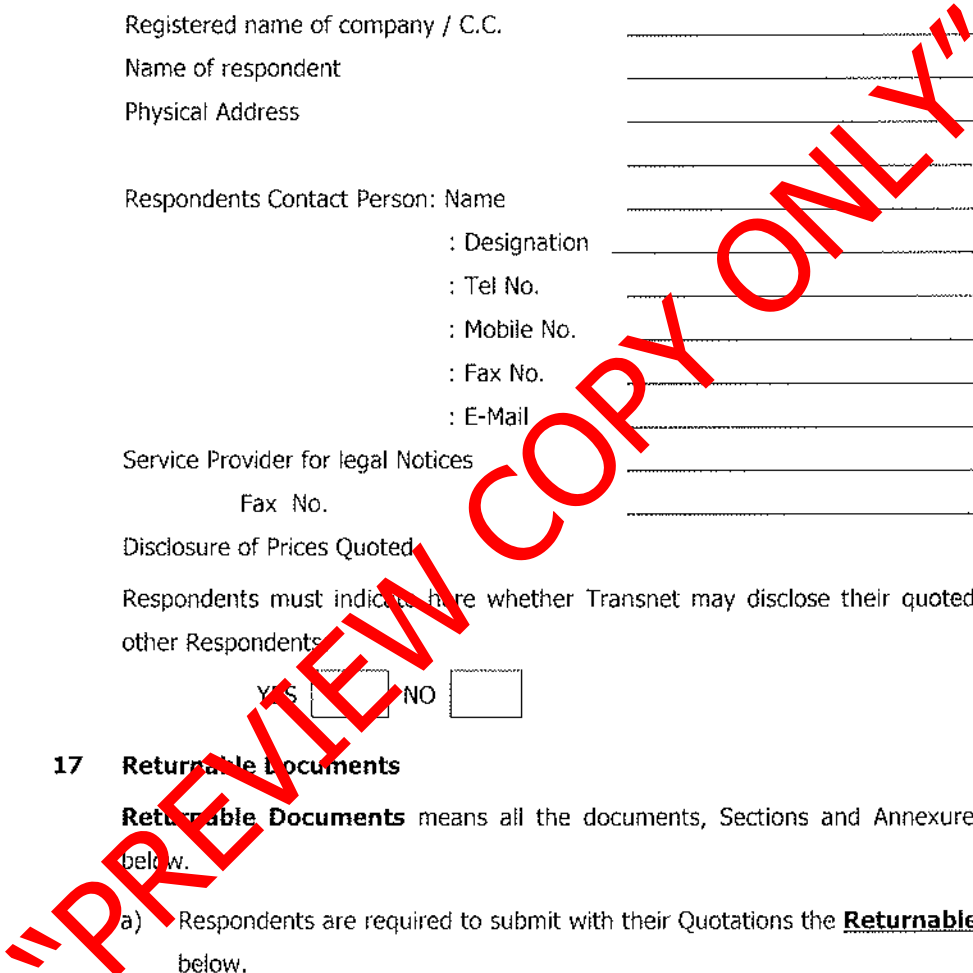 Registered name of company / C.C.
Name of respondent
Physical Address
Respondents Contact Person: Name
: Designation
: Tel No.
: Mobile No.
: Fax No.
: E-Mail
Service Provider for legal Notices
Fax No.
Disclosure of Prices Quoted
Respondents must indicate here whether Transnet may disclose their quoted
other Respondents
YES NO
17 Returnable Documents
Returnable Documents means all the documents, Sections and Annexure
below.
a) Respondents are required to submit with their Quotations the Returnable
below.
"PREVIEW COPY ONLY"